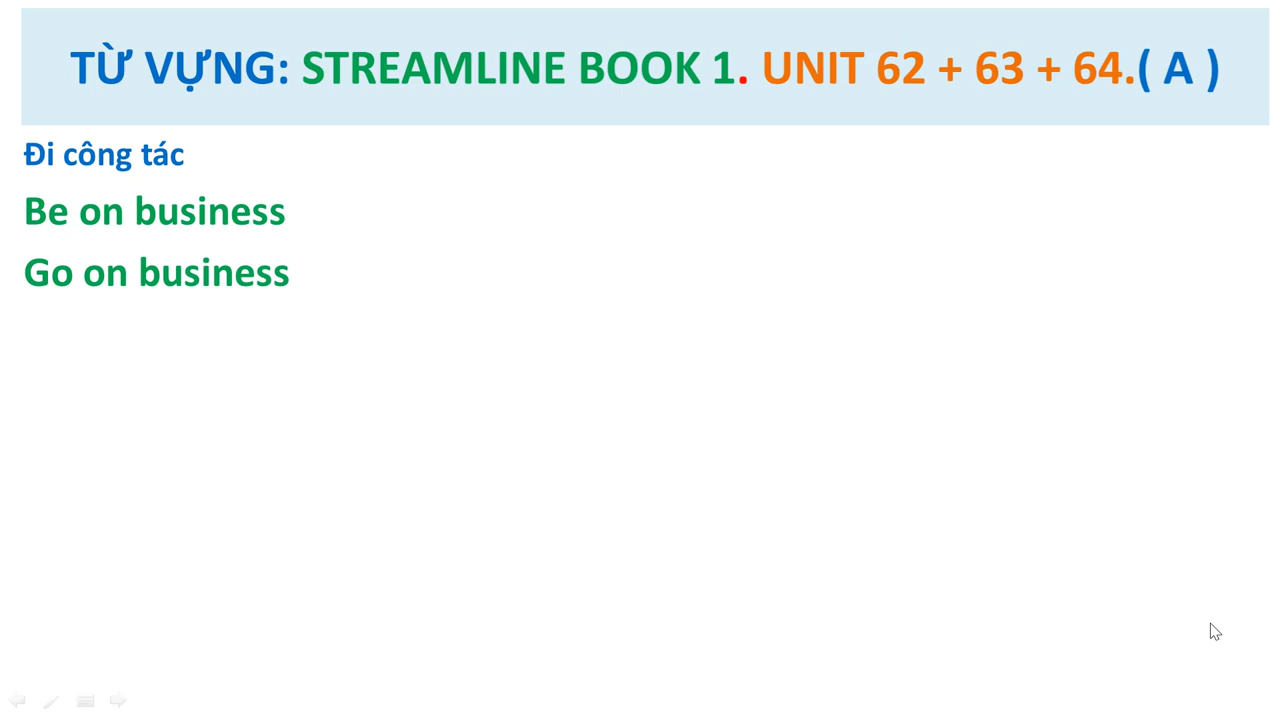 TỪ VỰNG: STREAMLINE BOOK 1. UNIT 62 + 63 + 64.( A )
Đi công tác
Be on business
Go on business